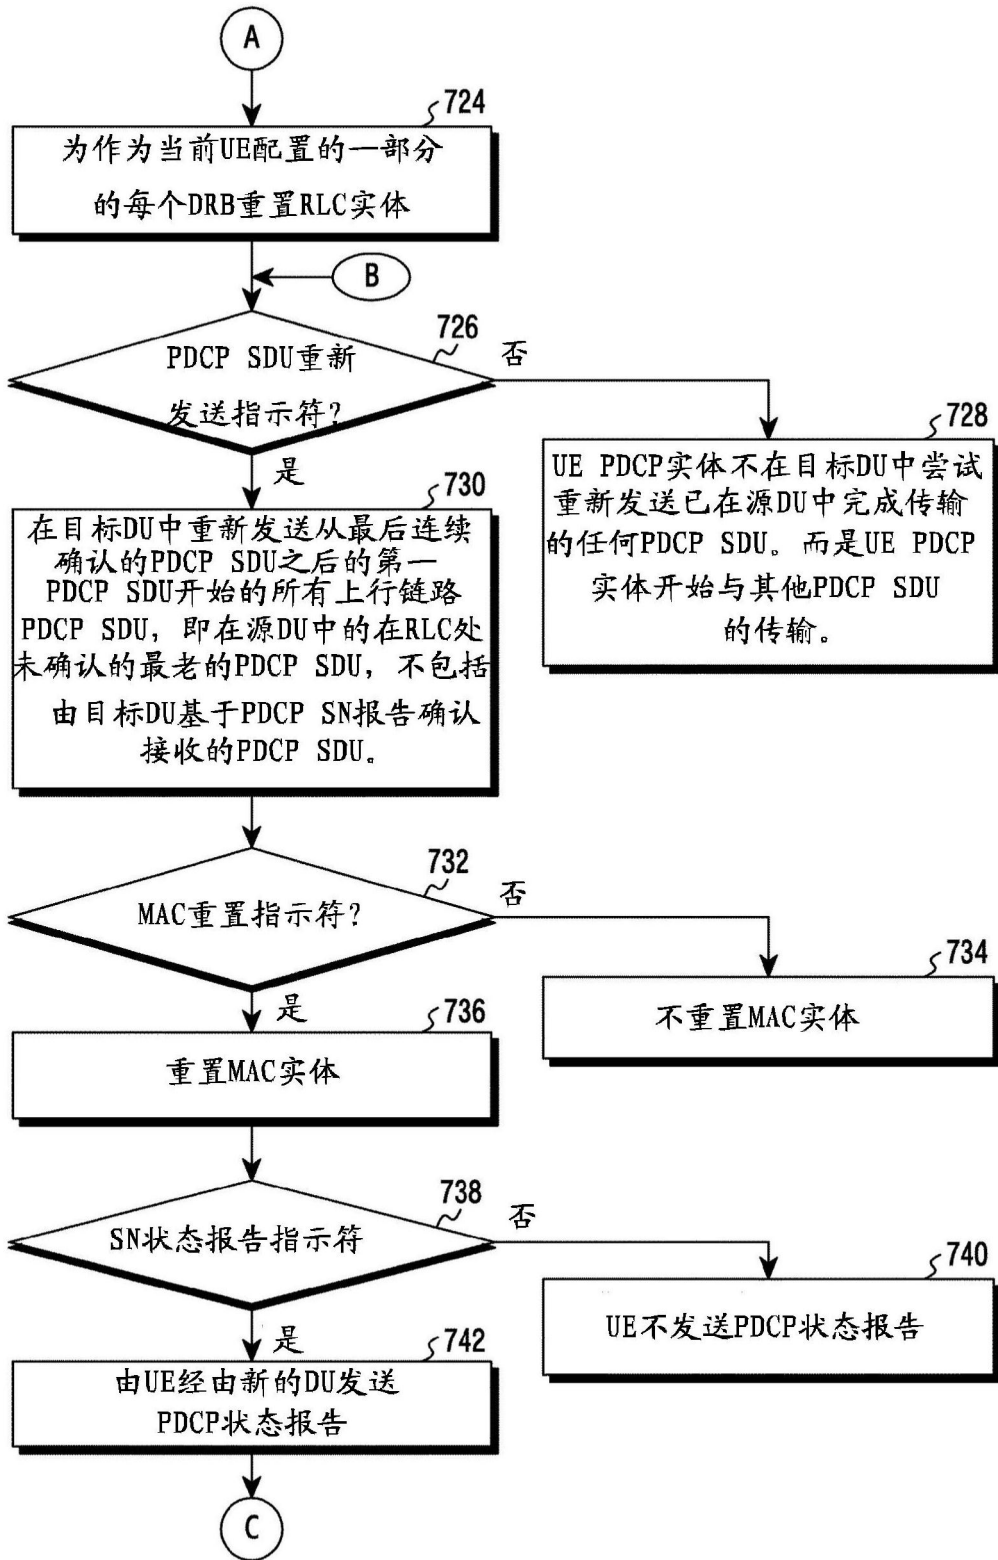 A
724
为作为当前UE配置的一部分
的每个DRB重置RLC实体
B
726
PDCP SDU重新
发送指示符？
否
是
728
UE PDCP实体不在目标DU中尝试
重新发送已在源DU中完成传输
的任何PDCP SDU。而是UE PDCP
实体开始与其他PDCP SDU
的传输。
730
在目标DU中重新发送从最后连续
确认的PDCP SDU之后的第一
PDCP SDU开始的所有上行链路
PDCP SDU，即在源DU中的在RLC处
未确认的最老的PDCP SDU，不包括
由目标DU基于PDCP SN报告确认
接收的PDCP SDU。
732
MAC重置指示符？
否
是
734
不重置MAC实体
736
重置MAC实体
738
SN状态报告指示符
否
是
740
UE不发送PDCP状态报告
742
由UE经由新的DU发送
PDCP状态报告
C